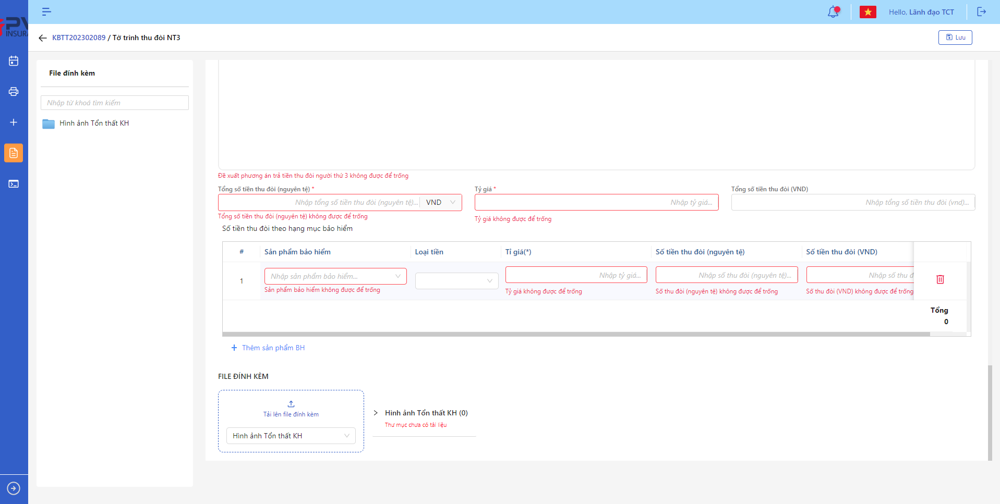 Hello, Lãnh đạo TCT
PV
INSURA
KBTT202302089 / Tờ trình thu đòi NT3
Lưu
File đính kèm
Nhập từ khoá tìm kiếm
Hình ảnh Tổn thất KH
Đề xuất phương án trả tiền thu đòi người thứ 3 không được để trống
Tổng số tiền thu đòi (nguyên tệ) *
Tỷ giá *
Tổng số tiền thu đòi (VND)
Nhập tổng số tiền thu đòi (nguyên tệ)... VND
Nhập tỷ giá...
Nhập tổng số tiền thu đòi (vnd)...
Tổng số tiền thu đòi (nguyên tệ) không được để trống
Tỷ giá không được để trống
Số tiền thu đòi theo hạng mục bảo hiểm
# Sản phẩm bảo hiểm Loại tiền Tỉ giá(*) Số tiền thu đòi (nguyên tệ) Số tiền thu đòi (VND)
1 Nhập sản phẩm bảo hiểm... Nhập tỷ giá... Nhập số thu đòi (nguyên tệ)... Nhập số thu đ
Sản phẩm bảo hiểm không được để trống Tỷ giá không được để trống Số thu đòi (nguyên tệ) không được để trống Số thu đòi (VND) không được để trống
Tổng
0
+ Thêm sản phẩm BH
FILE ĐÍNH KÈM
Tải lên file đính kèm
Hình ảnh Tổn thất KH
Hình ảnh Tổn thất KH (0)
Thư mục chưa có tài liệu